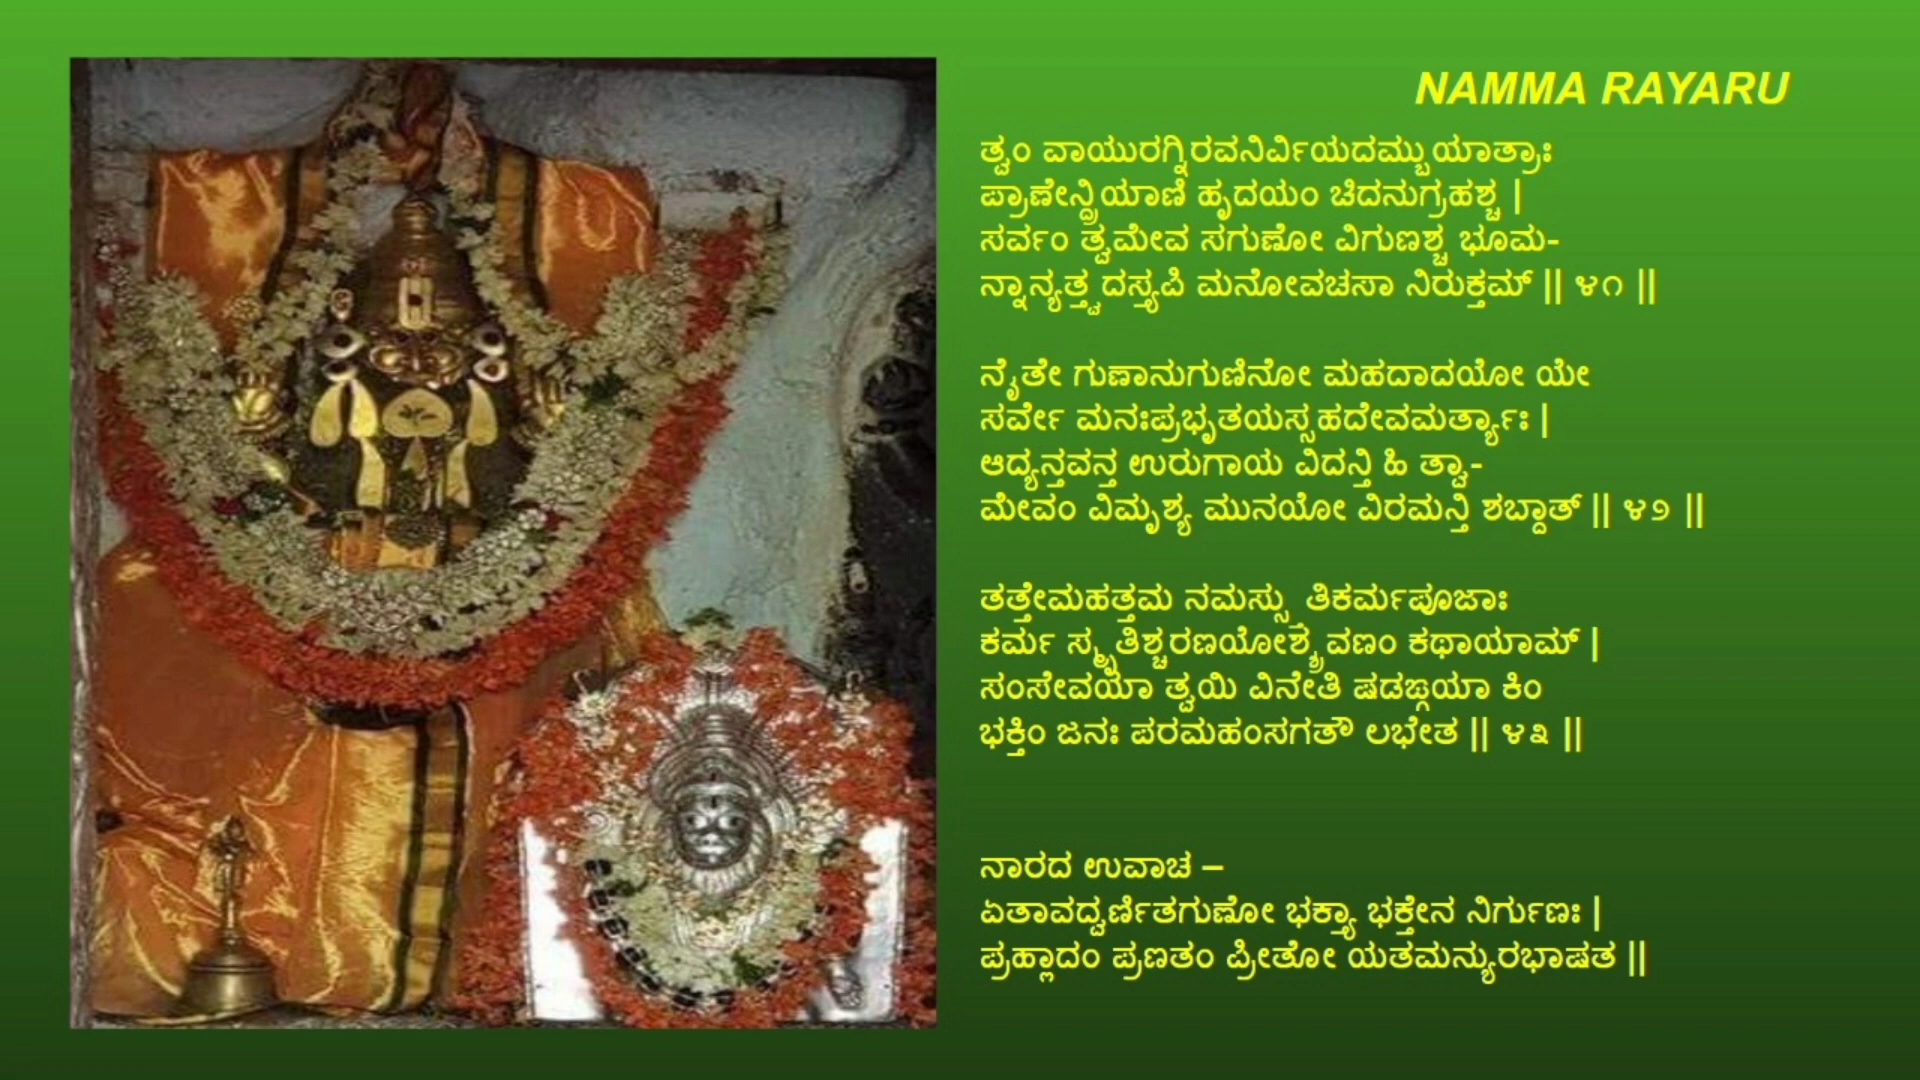 NAMMA RAYARU
ತ್ವಂ ವಾಯುರಗ್ನಿರವನಿರ್ವಿಯದಮ್ಬುಯಾತ್ರಾಃ
ಪ್ರಾಣೇನ್ದ್ರಿಯಾಣಿ ಹೃದಯಂ ಚಿದನುಗ್ರಹಶ್ಚ |
ಸರ್ವಂ ತ್ವಮೇವ ಸಗುಣೋ ವಿಗುಣಶ್ಚ ಭೂಮ-
ನ್ನಾನ್ಯತ್ತ್ವದಸ್ತ್ಯಪಿ ಮನೋವಚಸಾ ನಿರುಕ್ತಮ್ || ೪೧ ||
ನೈತೇ ಗುಣಾನುಗುಣಿನೋ ಮಹದಾದಯೋ ಯೇ
ಸರ್ವೇ ಮನಃಪ್ರಭೃತಯಸ್ಸಹದೇವಮರ್ತ್ಯಾಃ |
ಆದ್ಯನ್ತವನ್ತ ಉರುಗಾಯ ವಿದನ್ತಿ ಹಿ ತ್ವಾ-
ಮೇವಂ ವಿಮೃಶ್ಯ ಮುನಯೋ ವಿರಮನ್ತಿ ಶಬ್ದಾತ್ || ೪೨ ||
ತತ್ತೇಮಹತ್ತಮ ನಮಸ್ಸ್ತುತಿಕರ್ಮಪೂಜಾಃ
ಕರ್ಮ ಸ್ಮೃತಿಶ್ಚರಣಯೋಶ್ಶ್ರವಣಂ ಕಥಾಯಾಮ್ |
ಸಂಸೇವಯಾ ತ್ವಯಿ ವಿನೇತಿ ಷಡಙ್ಗಯಾ ಕಿಂ
ಭಕ್ತಿಂ ಜನಃ ಪರಮಹಂಸಗತೌ ಲಭೇತ || ೪೩ ||
ನಾರದ ಉವಾಚ –
ಏತಾವದ್ವರ್ಣಿತಗುಣೋ ಭಕ್ತ್ಯಾ ಭಕ್ತೇನ ನಿರ್ಗುಣಃ |
ಪ್ರಹ್ಲಾದಂ ಪ್ರಣತಂ ಪ್ರೀತೋ ಯತಮನ್ಯುರಭಾಷತ ||